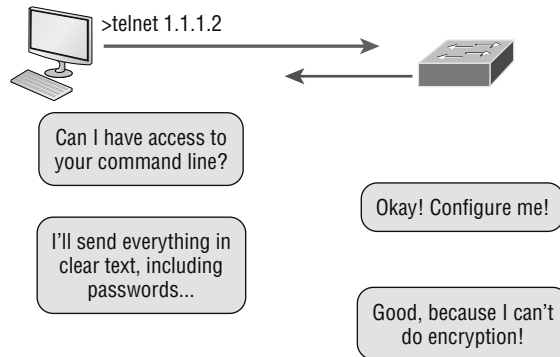 >telnet 1.1.1.2
Can I have access to
your command line?
Okay! Configure me!
I'll send everything in
clear text, including
passwords...
Good, because I can't
do encryption!